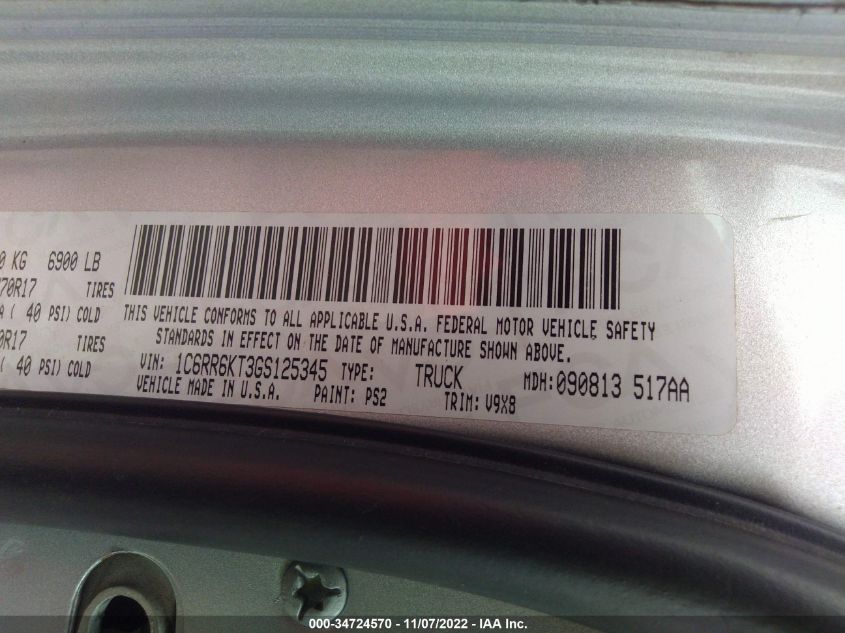 0 KG 6900 LB
70R17 TIRES
( 40 PSI) COLD
0R17 TIRES
( 40 PSI) COLD
THIS VEHICLE CONFORMS TO ALL APPLICABLE U.S.A. FEDERAL MOTOR VEHICLE SAFETY
STANDARDS IN EFFECT ON THE DATE OF MANUFACTURE SHOWN ABOVE.
VIN: 1C6RR6KT3GS125345 TYPE: TRUCK MDH: 090813 517AA
VEHICLE MADE IN U.S.A. PAINT: PS2 TRIM: V9X8
000-34724570 — 11/07/2022 — IAA Inc.